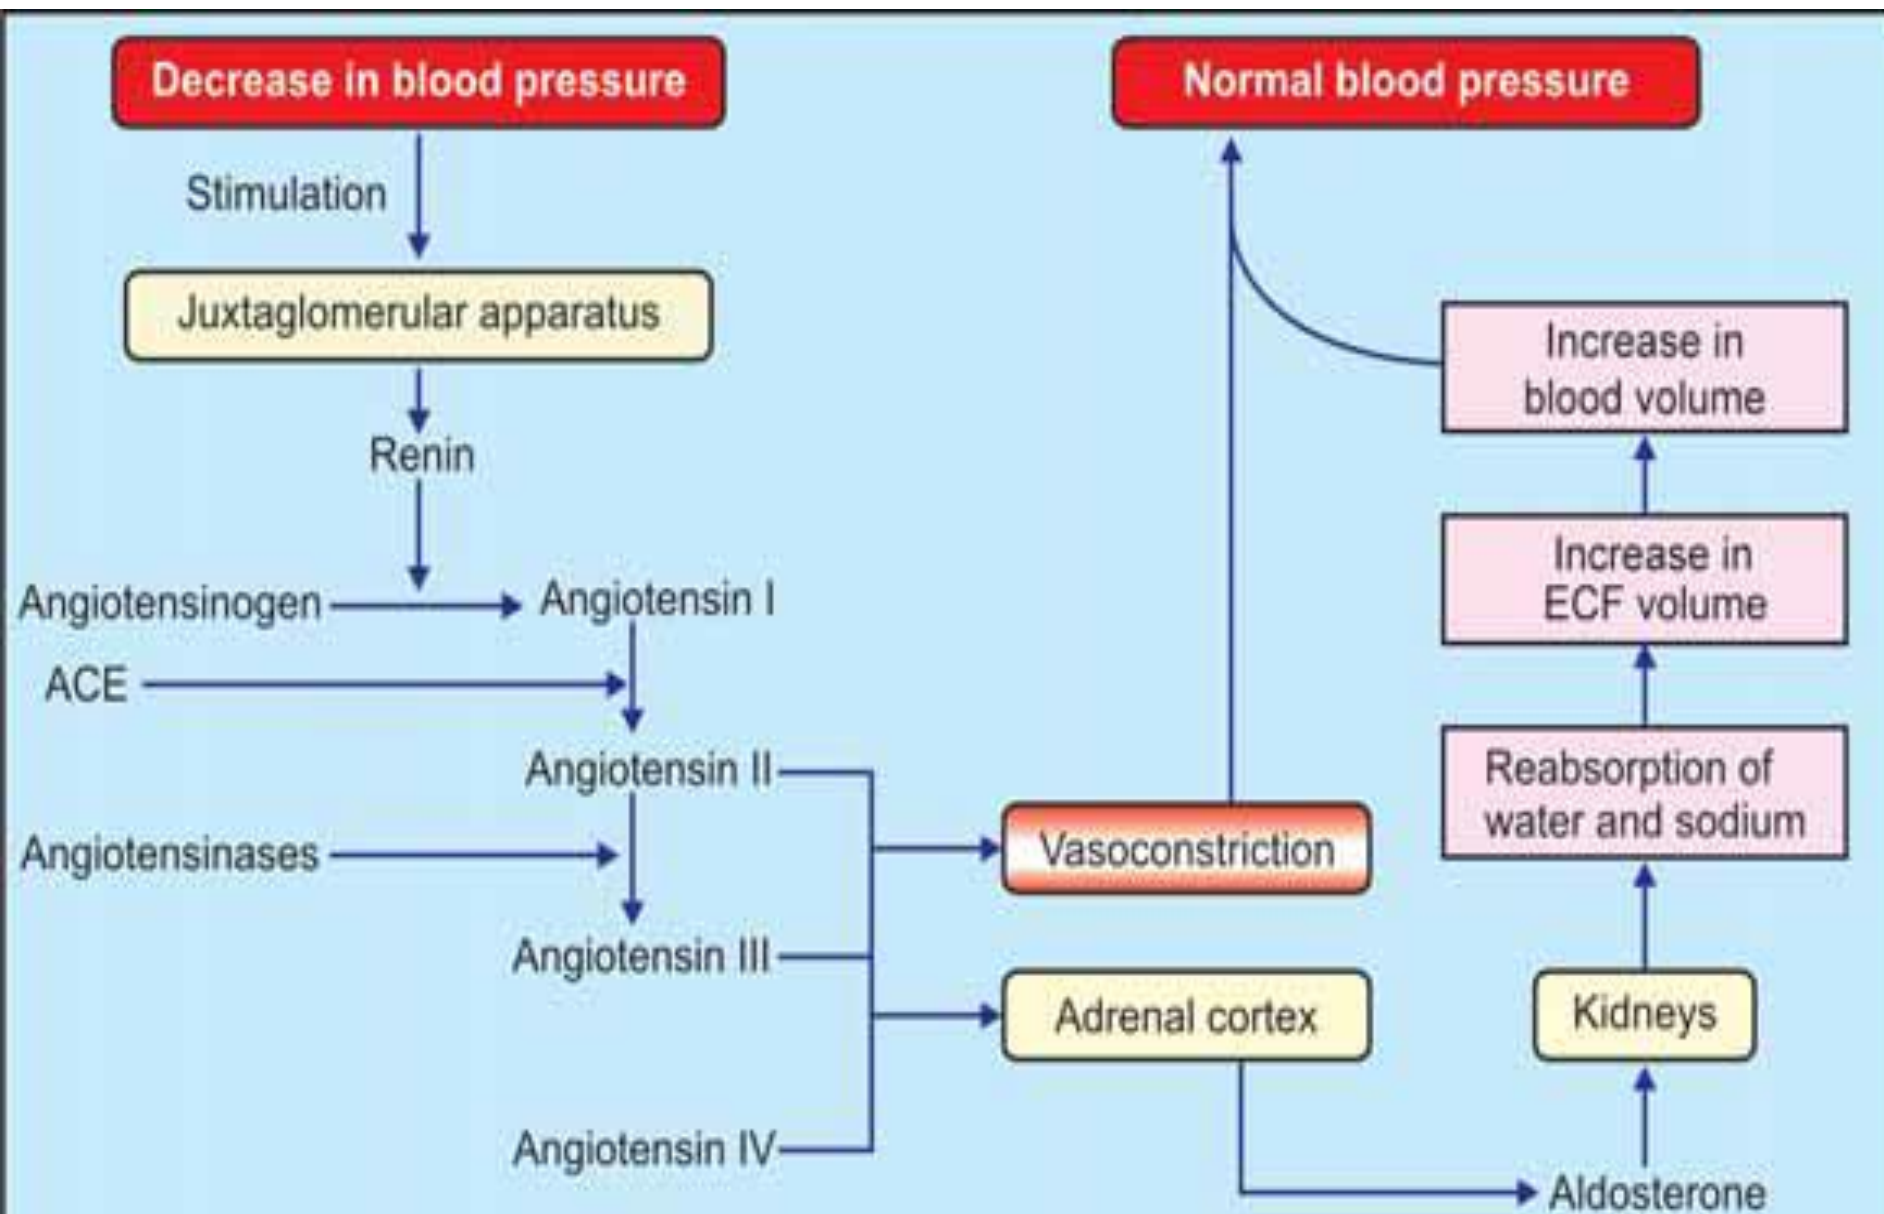 Decrease in blood pressure
Stimulation
Juxtaglomerular apparatus
Renin
Angiotensinogen
Angiotensin I
ACE
Angiotensin II
Angiotensinases
Angiotensin III
Angiotensin IV
Vasoconstriction
Adrenal cortex
Aldosterone
Kidneys
Reabsorption of
water and sodium
Increase in
ECF volume
Increase in
blood volume
Normal blood pressure